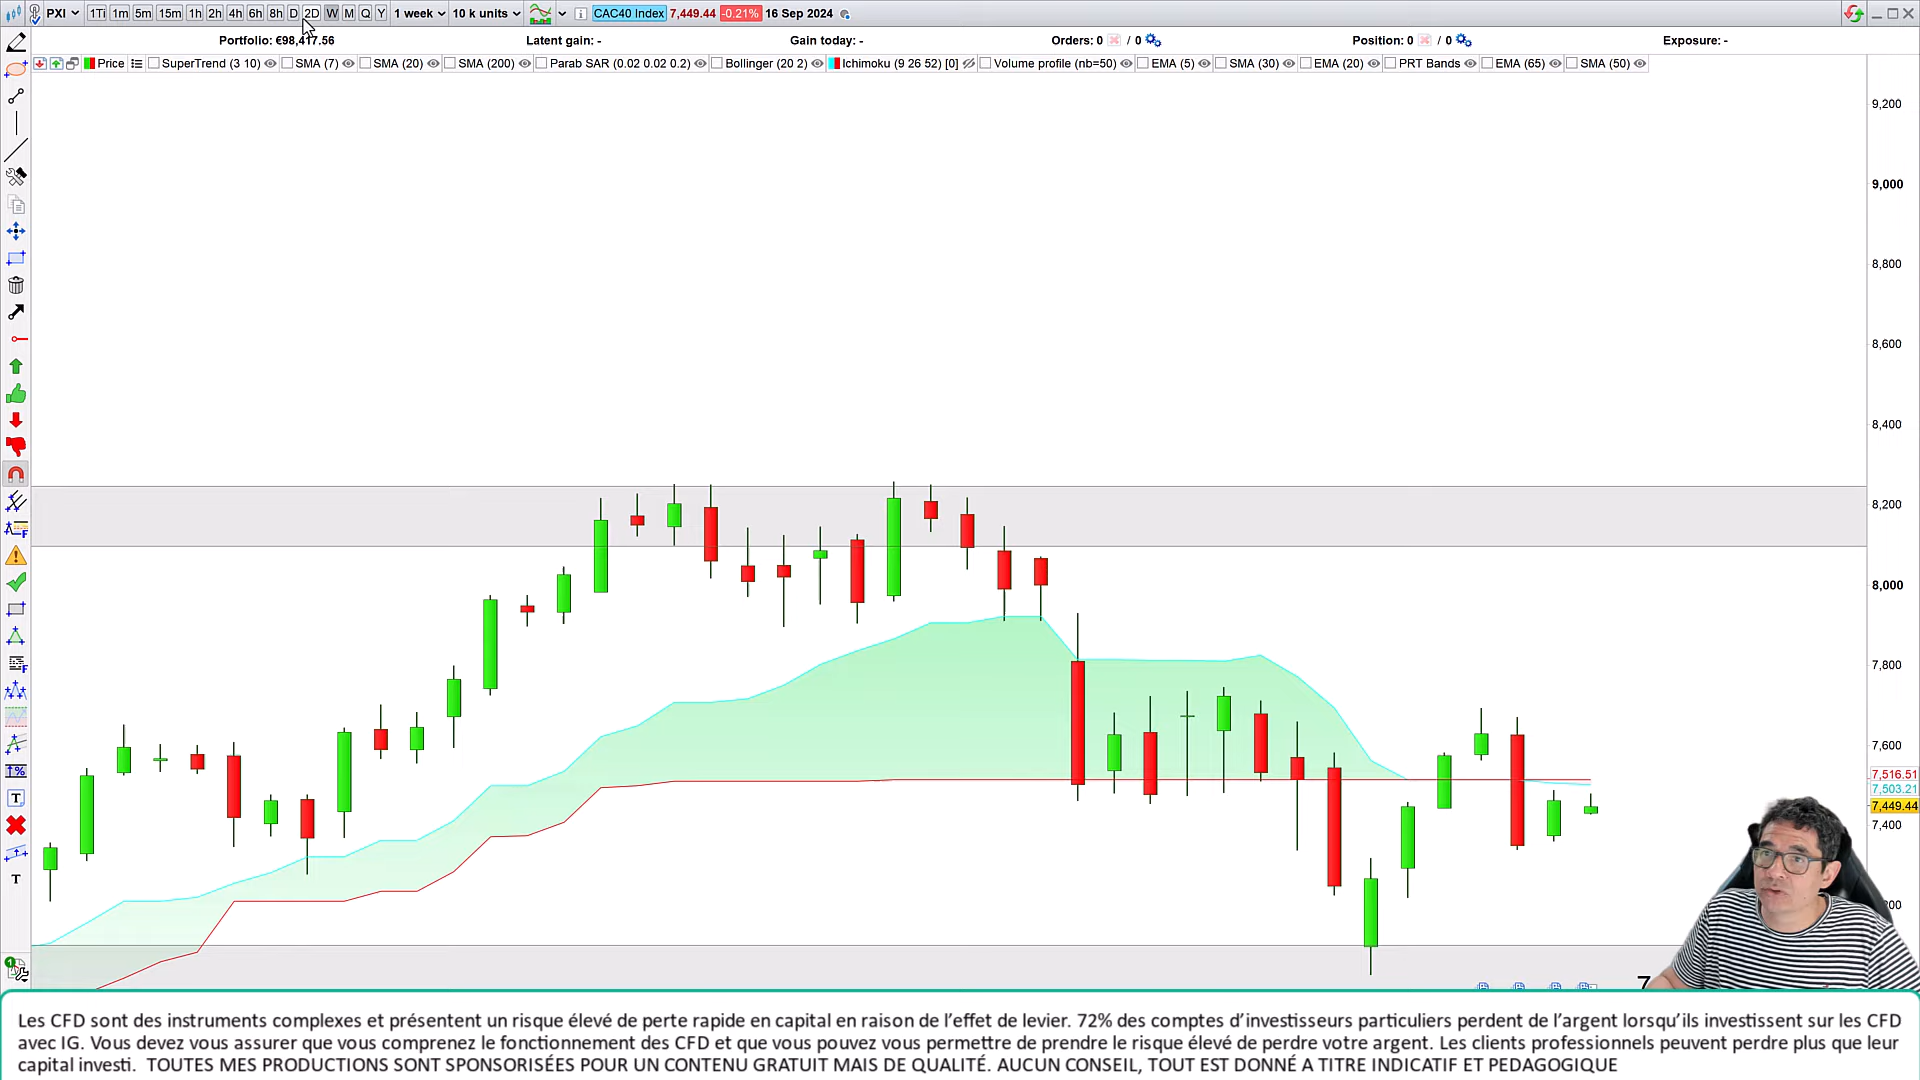 PXI 1Ti 1m 5m 15m 1h 2h 4h 6h 8h D 2D W M Q Y 1 week 10 k units CAC40 Index 7,449.44 -0.21% 16 Sep 2024
Portfolio: €98,417.56 Latent gain: - Gain today: - Orders: 0 / 0 Position: 0 / 0 Exposure: -
Price SuperTrend (3 10) SMA (7) SMA (20) SMA (200) Parab SAR (0.02 0.02 0.2) Bollinger (20 2) Ichimoku (9 26 52) [0] Volume profile (nb=50) EMA (5) SMA (30) EMA (20) PRT Bands EMA (65) SMA (50)
9,200
9,000
8,800
8,600
8,400
8,200
8,000
7,800
7,600
7,516.51
7,503.21
7,449.44
7,400
Les CFD sont des instruments complexes et présentent un risque élevé de perte rapide en capital en raison de l'effet de levier. 72% des comptes d'investisseurs particuliers perdent de l'argent lorsqu'ils investissent sur les CFD
avec IG. Vous devez vous assurer que vous comprenez le fonctionnement des CFD et que vous pouvez vous permettre de prendre le risque élevé de perdre votre argent. Les clients professionnels peuvent perdre plus que leur
capital investi. TOUTES MES PRODUCTIONS SONT SPONSORISÉES POUR UN CONTENU GRATUIT MAIS DE QUALITÉ. AUCUN CONSEIL, TOUT EST DONNÉ A TITRE INDICATIF ET PEDAGOGIQUE